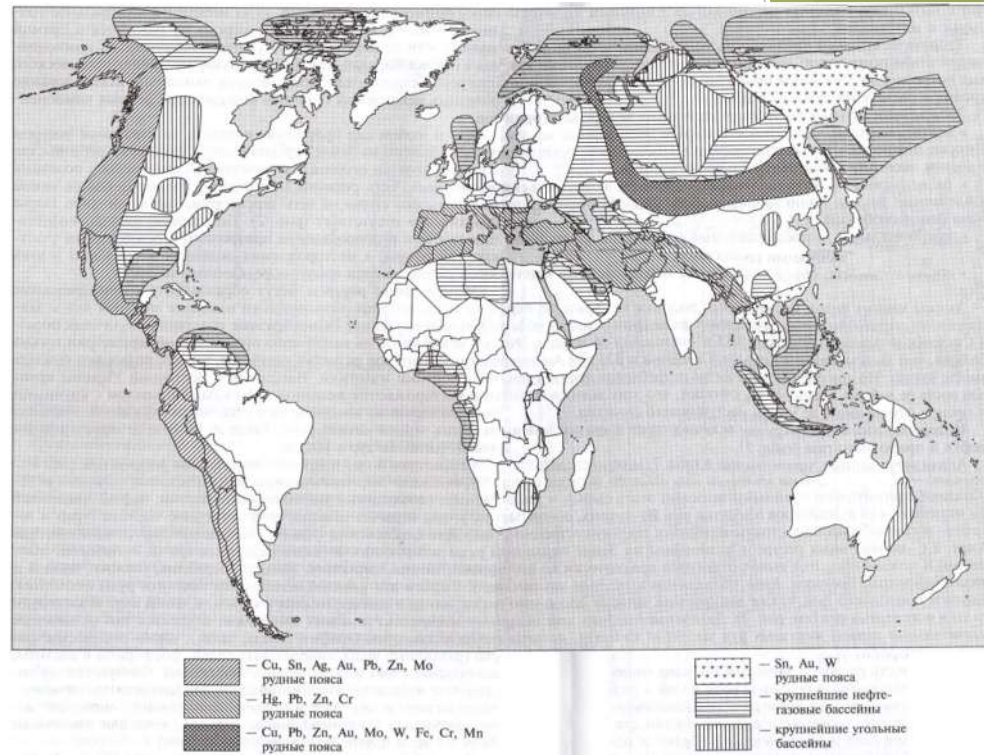 — Cu, Sn, Ag, Au, Pb, Zn, Mo
рудные пояса
— Hg, Pb, Zn, Cr
рудные пояса
— Cu, Pb, Zn, Au, Mo, W, Fe, Cr, Mn
рудные пояса
— Sn, Au, W
рудные пояса
— крупнейшие нефте-
газовые бассейны
— крупнейшие угольные
бассейны